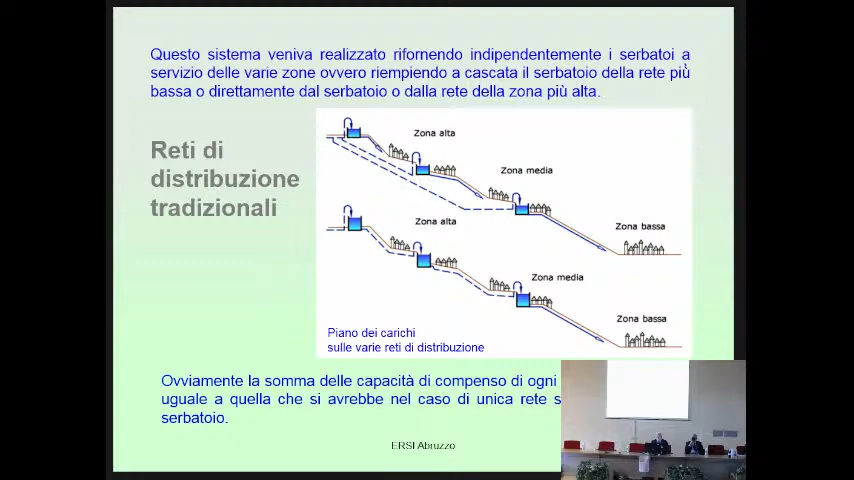 Questo sistema veniva realizzato rifornendo indipendentemente i serbatoi a
servizio delle varie zone ovvero riempiendo a cascata il serbatoio della rete più
bassa o direttamente dal serbatoio o dalla rete della zona più alta.
Reti di
distribuzione
tradizionali
Zona alta
Zona media
Zona bassa
Zona alta
Zona media
Zona bassa
Piano dei carichi
sulle varie reti di distribuzione
Ovviamente la somma delle capacità di compenso di ogni
uguale a quella che si avrebbe nel caso di unica rete s
serbatoio.
ERSI Abruzzo